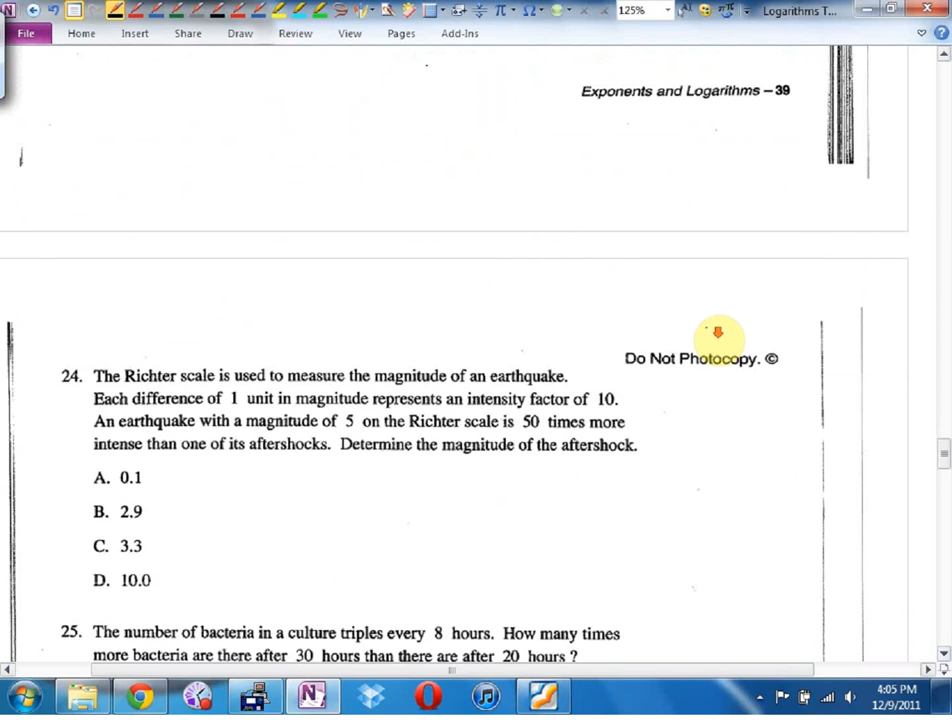 125%
Logarithms T...
File Home Insert Share Draw Review View Pages Add-Ins
Exponents and Logarithms – 39
Do Not Photocopy. ©
24. The Richter scale is used to measure the magnitude of an earthquake.
Each difference of 1 unit in magnitude represents an intensity factor of 10.
An earthquake with a magnitude of 5 on the Richter scale is 50 times more
intense than one of its aftershocks. Determine the magnitude of the aftershock.
A. 0.1
B. 2.9
C. 3.3
D. 10.0
25. The number of bacteria in a culture triples every 8 hours. How many times
more bacteria are there after 30 hours than there are after 20 hours ?
4:05 PM
12/9/2011